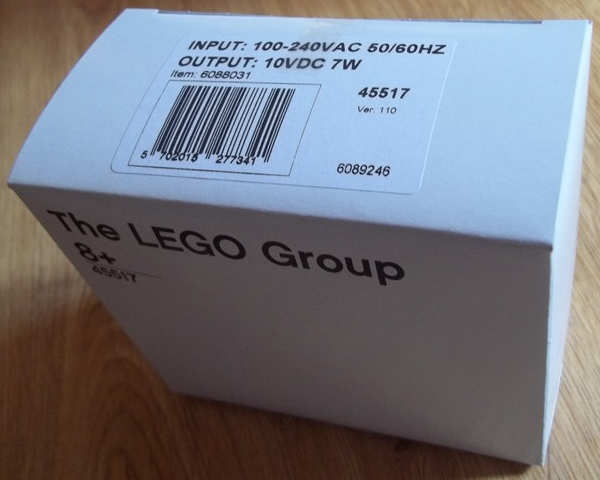 INPUT: 100-240VAC 50/60HZ
OUTPUT: 10VDC 7W
Item: 6088031
45517
Ver. 110
5 702015 277341
6089246
The LEGO Group
8+
45517